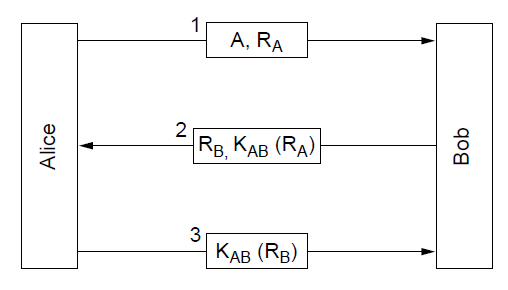 1
A, R_A
Alice
2
R_B, K_AB (R_A)
Bob
3
K_AB (R_B)